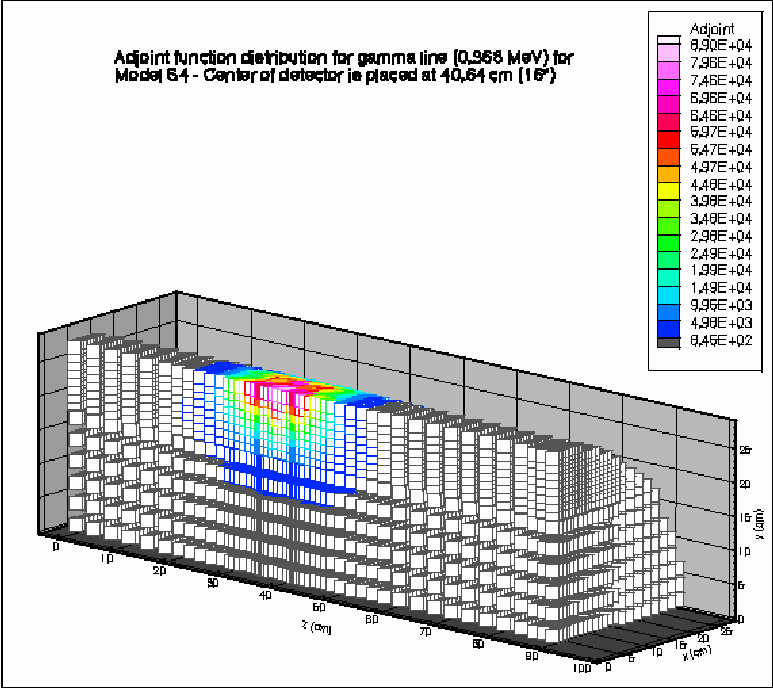 Adjoint function distribution for gamma line (0.368 MeV) for
Model 6.4 - Center of detector is placed at 40.64 cm (16")
Adjoint
8.90E+04
7.96E+04
7.46E+04
6.96E+04
6.46E+04
5.97E+04
5.47E+04
4.97E+04
4.48E+04
3.98E+04
3.48E+04
2.98E+04
2.49E+04
1.99E+04
1.49E+04
9.95E+03
4.98E+03
8.46E+02
25
20
15
10
5
0
y (cm)
0
10
20
30
40
50
60
70
80
90
100
z (cm)
0
5
10
15
20
25
x (cm)